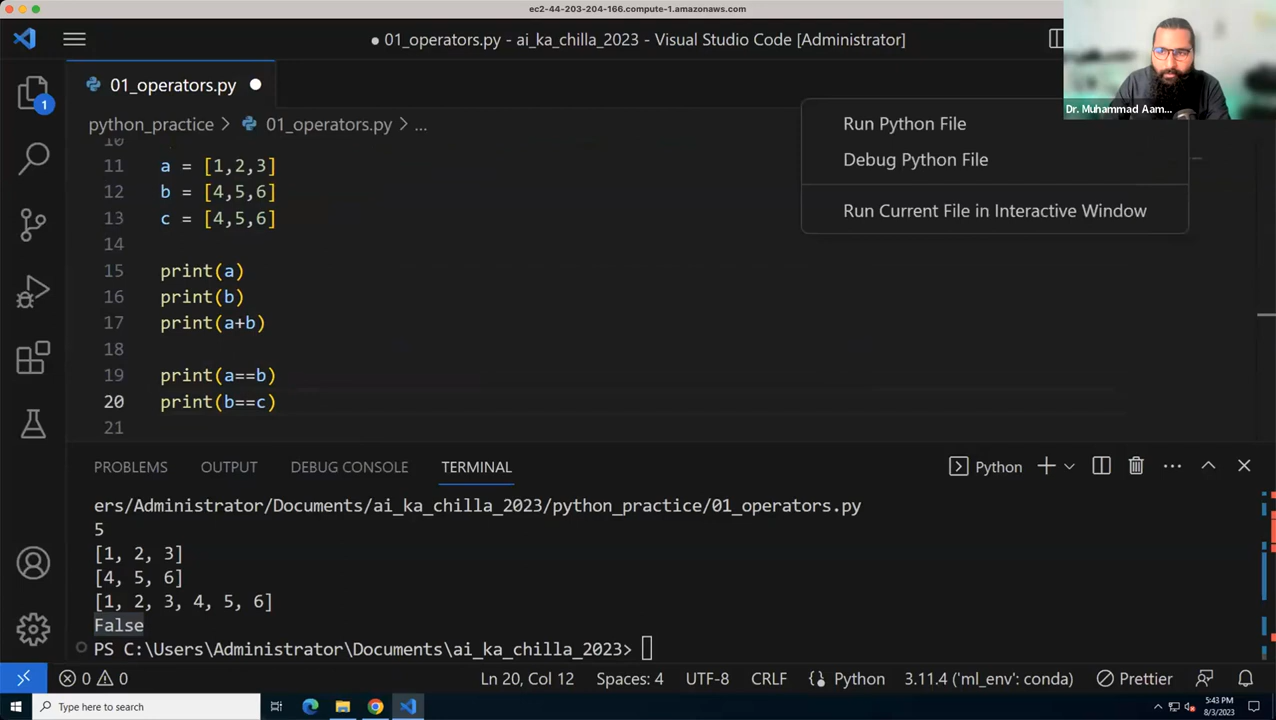 ec2-44-203-204-166.compute-1.amazonaws.com
01_operators.py - ai_ka_chilla_2023 - Visual Studio Code [Administrator]
01_operators.py
Dr. Muhammad Aam...
1
python_practice > 01_operators.py > ...
Run Python File
Debug Python File
Run Current File in Interactive Window
10
11 a = [1,2,3]
12 b = [4,5,6]
13 c = [4,5,6]
14
15 print(a)
16 print(b)
17 print(a+b)
18
19 print(a==b)
20 print(b==c)
21
PROBLEMS OUTPUT DEBUG CONSOLE TERMINAL Python
ers/Administrator/Documents/ai_ka_chilla_2023/python_practice/01_operators.py
5
[1, 2, 3]
[4, 5, 6]
[1, 2, 3, 4, 5, 6]
False
PS C:\Users\Administrator\Documents\ai_ka_chilla_2023>
0 0 Ln 20, Col 12 Spaces: 4 UTF-8 CRLF Python 3.11.4 ('ml_env': conda) Prettier
Type here to search
5:43 PM
8/3/2023